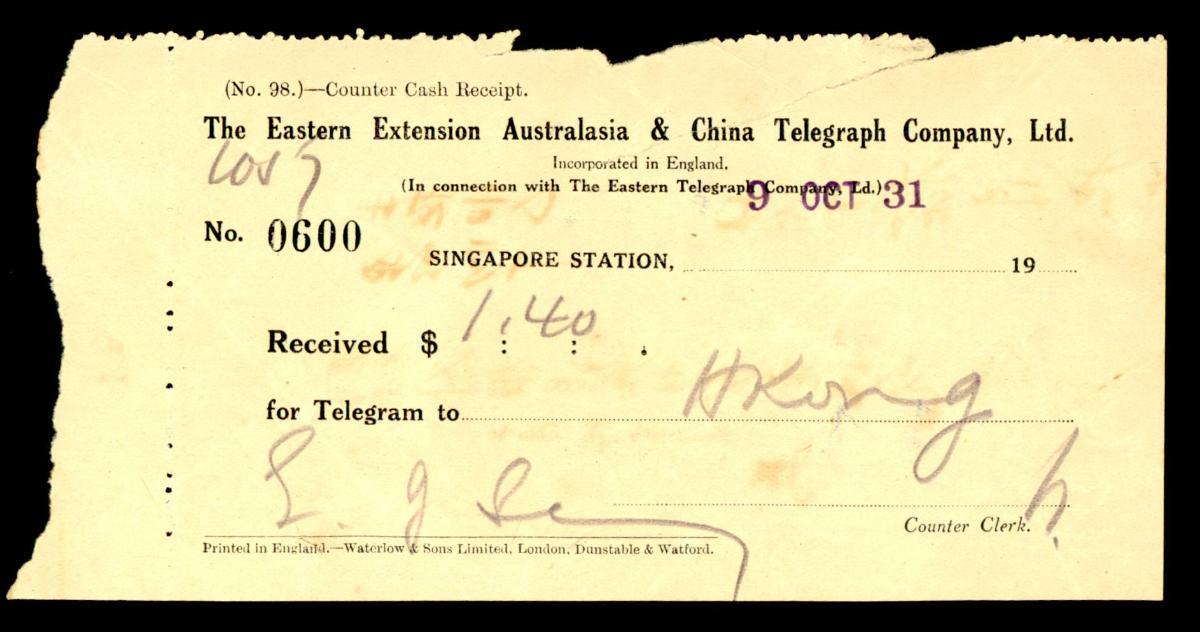 (No. 98.)—Counter Cash Receipt.
The Eastern Extension Australasia & China Telegraph Company, Ltd.
Incorporated in England.
(In connection with The Eastern Telegraph Company, Ld.)
9 OCT 31
No. 0600
SINGAPORE STATION, 19
Received $ 1.40
for Telegram to HKong
Counter Clerk.
Printed in England.—Waterlow & Sons Limited, London, Dunstable & Watford.